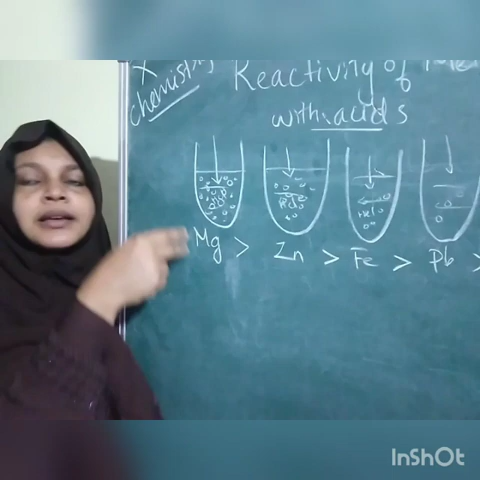 X
chemistry
Reactivity of
with acids
Mg > Zn > Fe > Pb >
InShOt